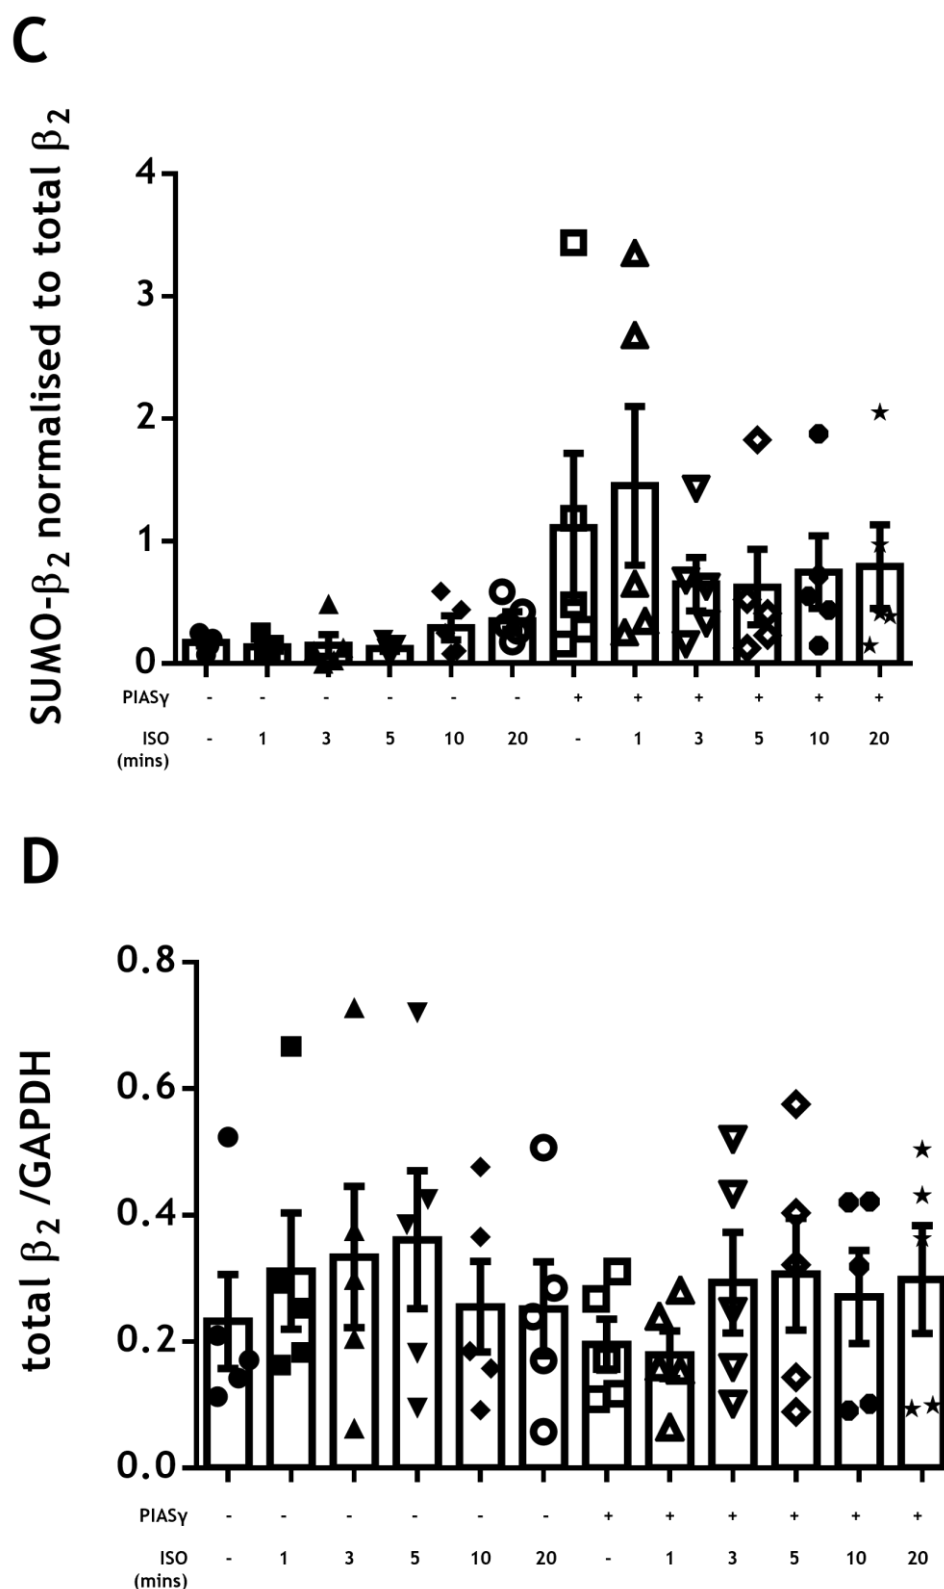 C
SUMO-β₂ normalised to total β₂
4
3
2
1
0
PIASγ - - - - - - + + + + + +
ISO (mins) - 1 3 5 10 20 - 1 3 5 10 20
D
total β₂ /GAPDH
0.8
0.6
0.4
0.2
0.0
PIASγ - - - - - - + + + + + +
ISO (mins) - 1 3 5 10 20 - 1 3 5 10 20